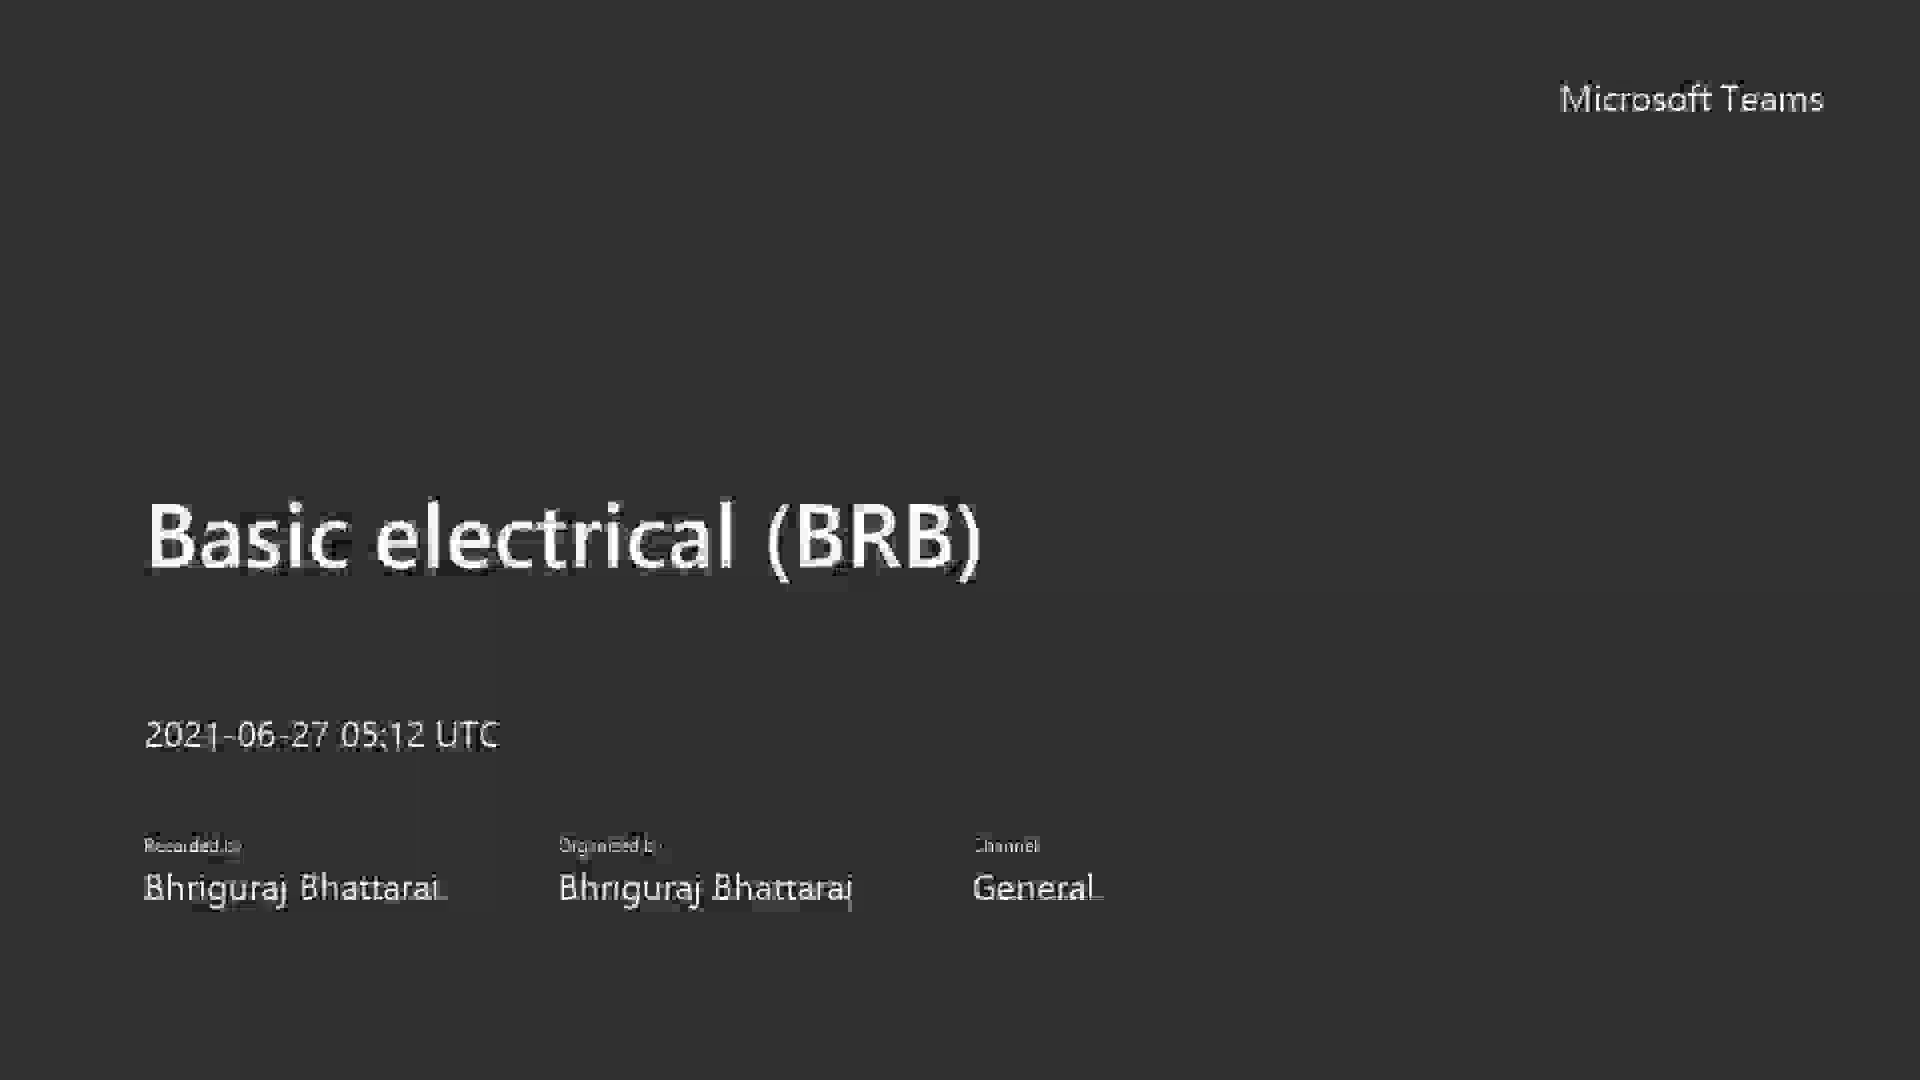 Microsoft Teams
Basic electrical (BRB)
2021-06-27 05:12 UTC
Recorded by
Organized by
Channel
Bhriguraj Bhattarai
Bhriguraj Bhattarai
General